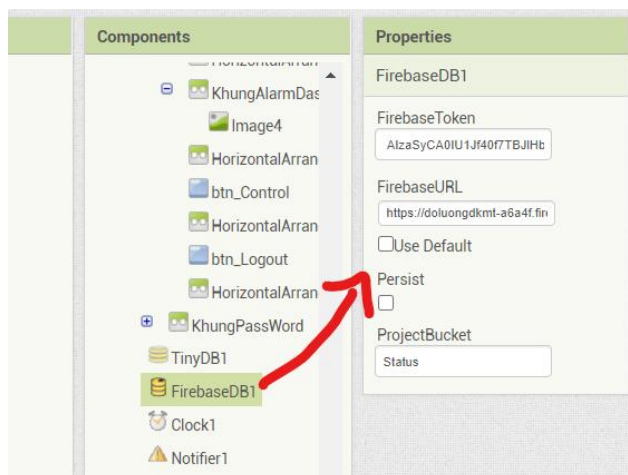 Components
HorizontalArran
KhungAlarmDas
Image4
HorizontalArran
btn_Control
HorizontalArran
btn_Logout
HorizontalArran
KhungPassWord
TinyDB1
FirebaseDB1
Clock1
Notifier1
Properties
FirebaseDB1
FirebaseToken
AIzaSyCA0IU1Jf40f7TBJIHb
FirebaseURL
https://doluongdkmt-a6a4f.fire
Use Default
Persist
ProjectBucket
Status